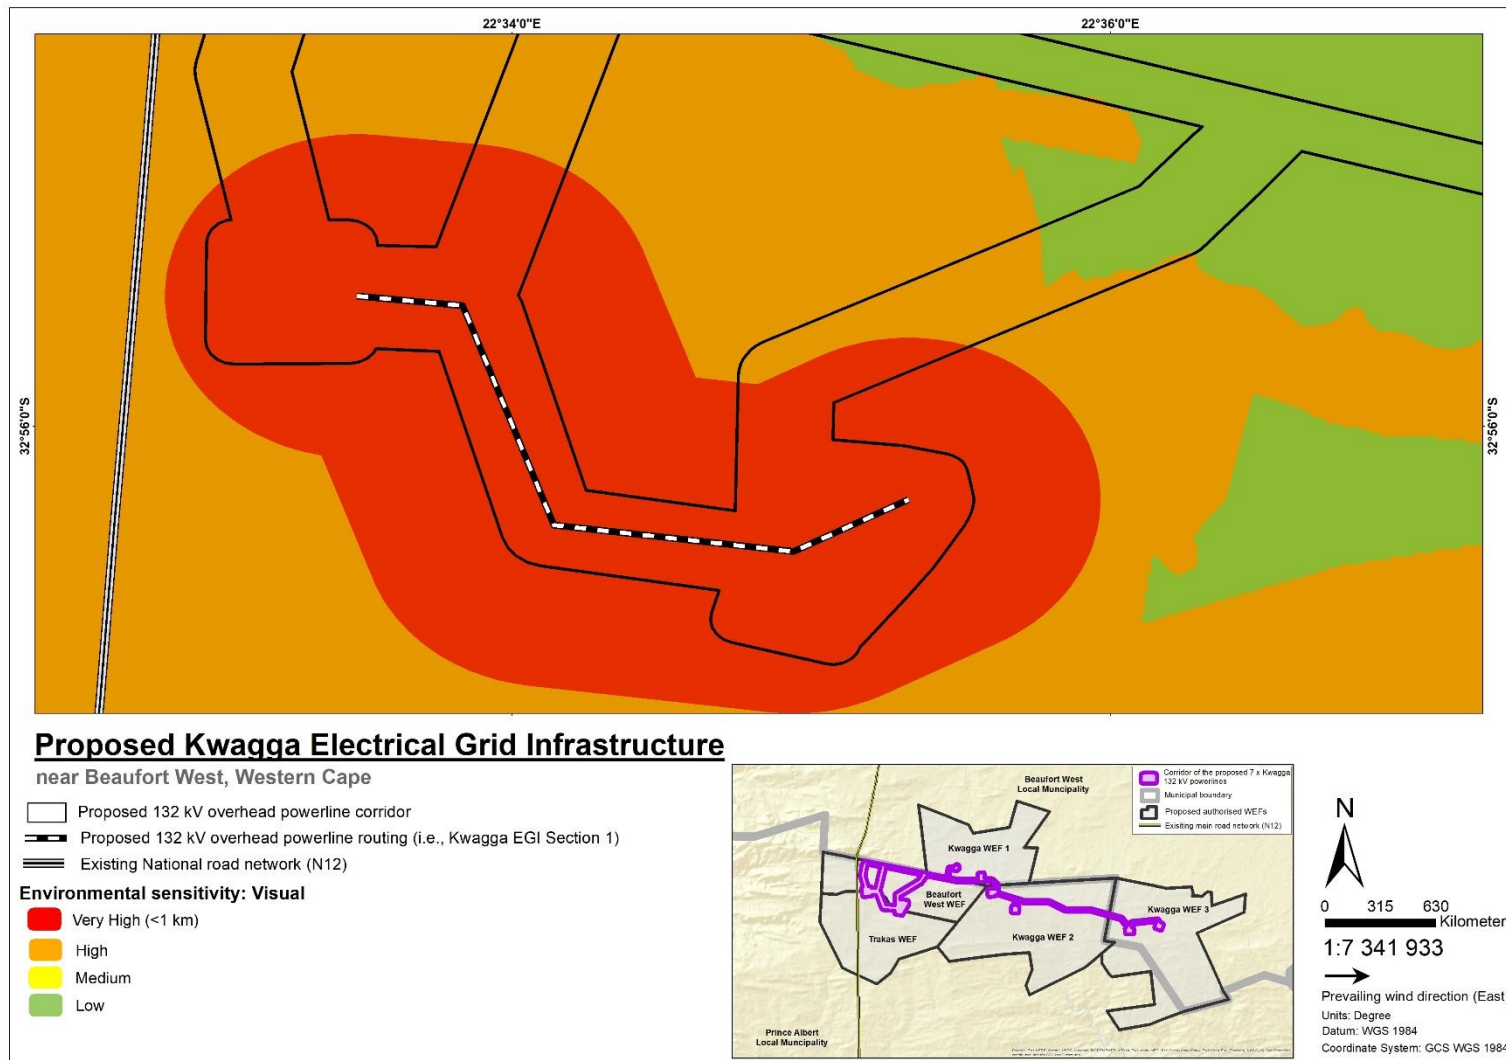 22°34'0"E
22°36'0"E
32°56'0"S
32°56'0"S
Proposed Kwagga Electrical Grid Infrastructure
near Beaufort West, Western Cape
Proposed 132 kV overhead powerline corridor
Proposed 132 kV overhead powerline routing (i.e., Kwagga EGI Section 1)
Existing National road network (N12)
Environmental sensitivity: Visual
Very High (<1 km)
High
Medium
Low
Beaufort West
Local Muncipality
Corridor of the proposed 7 x Kwagga
132 kV powerlines
Municipal boundary
Proposed authorised WEFs
Exisiting main road network (N12)
Kwagga WEF 1
Beaufort
West WEF
Kwagga WEF 3
Trakas WEF
Kwagga WEF 2
Prince Albert
Local Municipality
N
0 315 630
Kilometer
1:7 341 933
Prevailing wind direction (East
Units: Degree
Datum: WGS 1984
Coordinate System: GCS WGS 1984